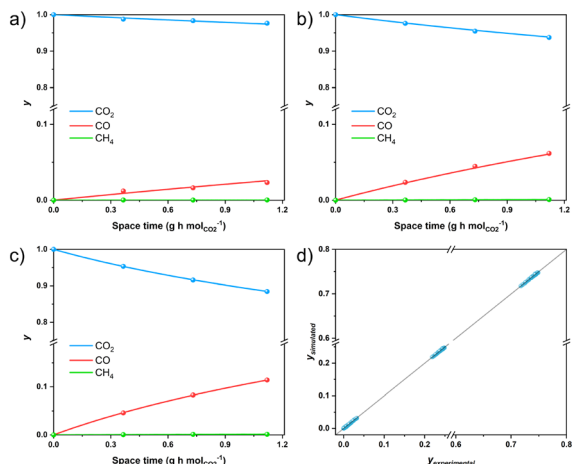 a)
1.0
0.9
y
0.1
0.0
CO2
CO
CH4
0.0 0.3 0.6 0.9 1.2
Space time (g h molCO2-1)
b)
1.0
0.9
y
0.1
0.0
CO2
CO
CH4
0.0 0.3 0.6 0.9 1.2
Space time (g h molCO2-1)
c)
1.0
0.9
y
0.1
0.0
CO2
CO
CH4
0.0 0.3 0.6 0.9 1.2
Space time (g h molCO2-1)
d)
0.8
0.7
0.6
0.2
0.1
0.0
ysimulated
0.0 0.1 0.2 0.6 0.7 0.8
yexperimental